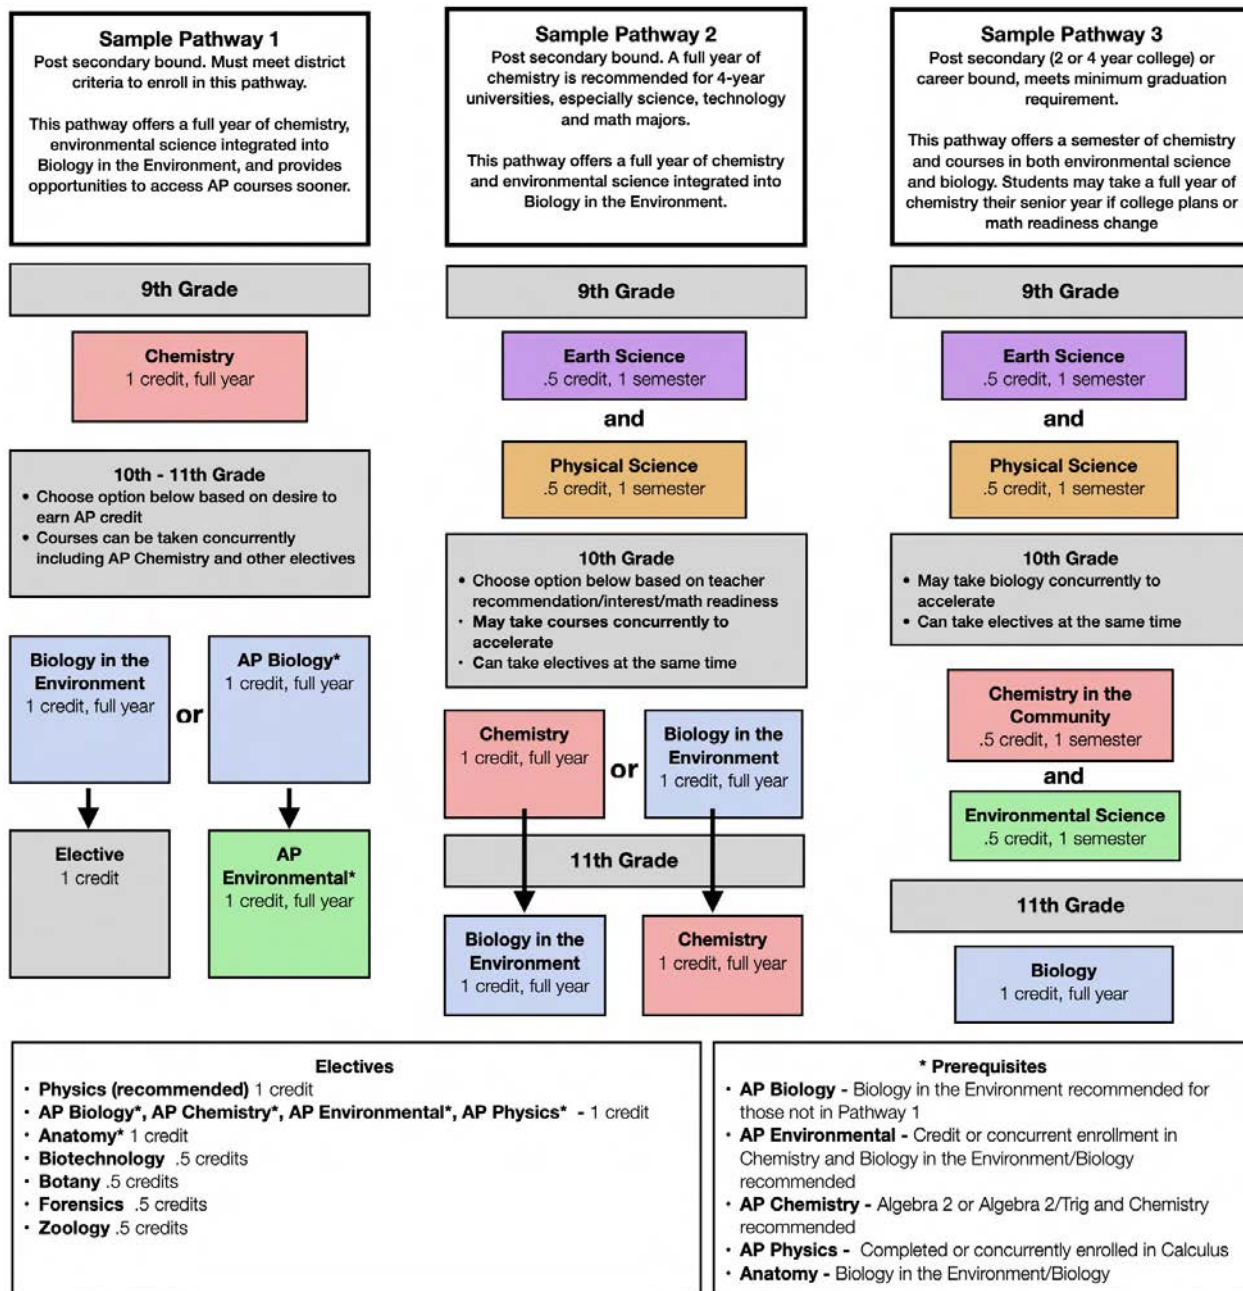 Sample Pathway 1
Post secondary bound. Must meet district
criteria to enroll in this pathway.
This pathway offers a full year of chemistry,
environmental science integrated into
Biology in the Environment, and provides
opportunities to access AP courses sooner.
9th Grade
Chemistry
1 credit, full year
10th - 11th Grade
• Choose option below based on desire to
earn AP credit
• Courses can be taken concurrently
including AP Chemistry and other electives
Biology in the
Environment
1 credit, full year
or
AP Biology*
1 credit, full year
Elective
1 credit
AP
Environmental*
1 credit, full year
Sample Pathway 2
Post secondary bound. A full year of
chemistry is recommended for 4-year
universities, especially science, technology
and math majors.
This pathway offers a full year of chemistry
and environmental science integrated into
Biology in the Environment.
9th Grade
Earth Science
.5 credit, 1 semester
and
Physical Science
.5 credit, 1 semester
10th Grade
• Choose option below based on teacher
recommendation/interest/math readiness
• May take courses concurrently to
accelerate
• Can take electives at the same time
Chemistry
1 credit, full year
or
Biology in the
Environment
1 credit, full year
11th Grade
Biology in the
Environment
1 credit, full year
Chemistry
1 credit, full year
Sample Pathway 3
Post secondary (2 or 4 year college) or
career bound, meets minimum graduation
requirement.
This pathway offers a semester of chemistry
and courses in both environmental science
and biology. Students may take a full year of
chemistry their senior year if college plans or
math readiness change
9th Grade
Earth Science
.5 credit, 1 semester
and
Physical Science
.5 credit, 1 semester
10th Grade
• May take biology concurrently to
accelerate
• Can take electives at the same time
Chemistry in the
Community
.5 credit, 1 semester
and
Environmental Science
.5 credit, 1 semester
11th Grade
Biology
1 credit, full year
Electives
• Physics (recommended) 1 credit
• AP Biology*, AP Chemistry*, AP Environmental*, AP Physics* - 1 credit
• Anatomy* 1 credit
• Biotechnology .5 credits
• Botany .5 credits
• Forensics .5 credits
• Zoology .5 credits
* Prerequisites
• AP Biology - Biology in the Environment recommended for
those not in Pathway 1
• AP Environmental - Credit or concurrent enrollment in
Chemistry and Biology in the Environment/Biology
recommended
• AP Chemistry - Algebra 2 or Algebra 2/Trig and Chemistry
recommended
• AP Physics - Completed or concurrently enrolled in Calculus
• Anatomy - Biology in the Environment/Biology